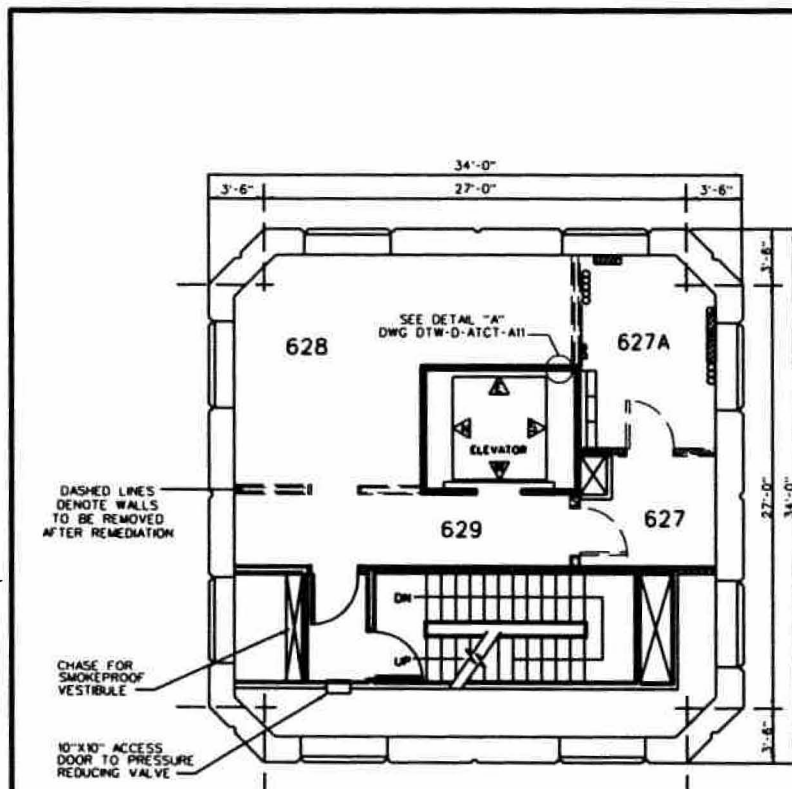 34'-0"
3'-6" 27'-0" 3'-6"
3'-6"
SEE DETAIL "A"
DWG DTW-D-ATCT-A11
628
627A
ELEVATOR
DASHED LINES
DENOTE WALLS
TO BE REMOVED
AFTER REMEDIATION
629
627
27'-0"
34'-0"
DN
UP
CHASE FOR
SMOKEPROOF
VESTIBULE
10"X10" ACCESS
DOOR TO PRESSURE
REDUCING VALVE
3'-6"